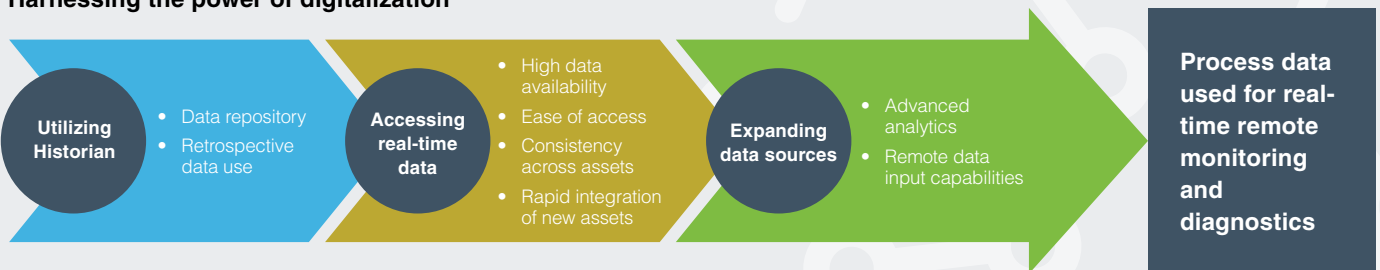 Harnessing the power of digitalization
Utilizing
Historian
• Data repository
• Retrospective
data use
Accessing
real-time
data
• High data
availability
• Ease of access
• Consistency
across assets
• Rapid integration
of new assets
Expanding
data sources
• Advanced
analytics
• Remote data
input capabilities
Process data
used for real-
time remote
monitoring
and
diagnostics